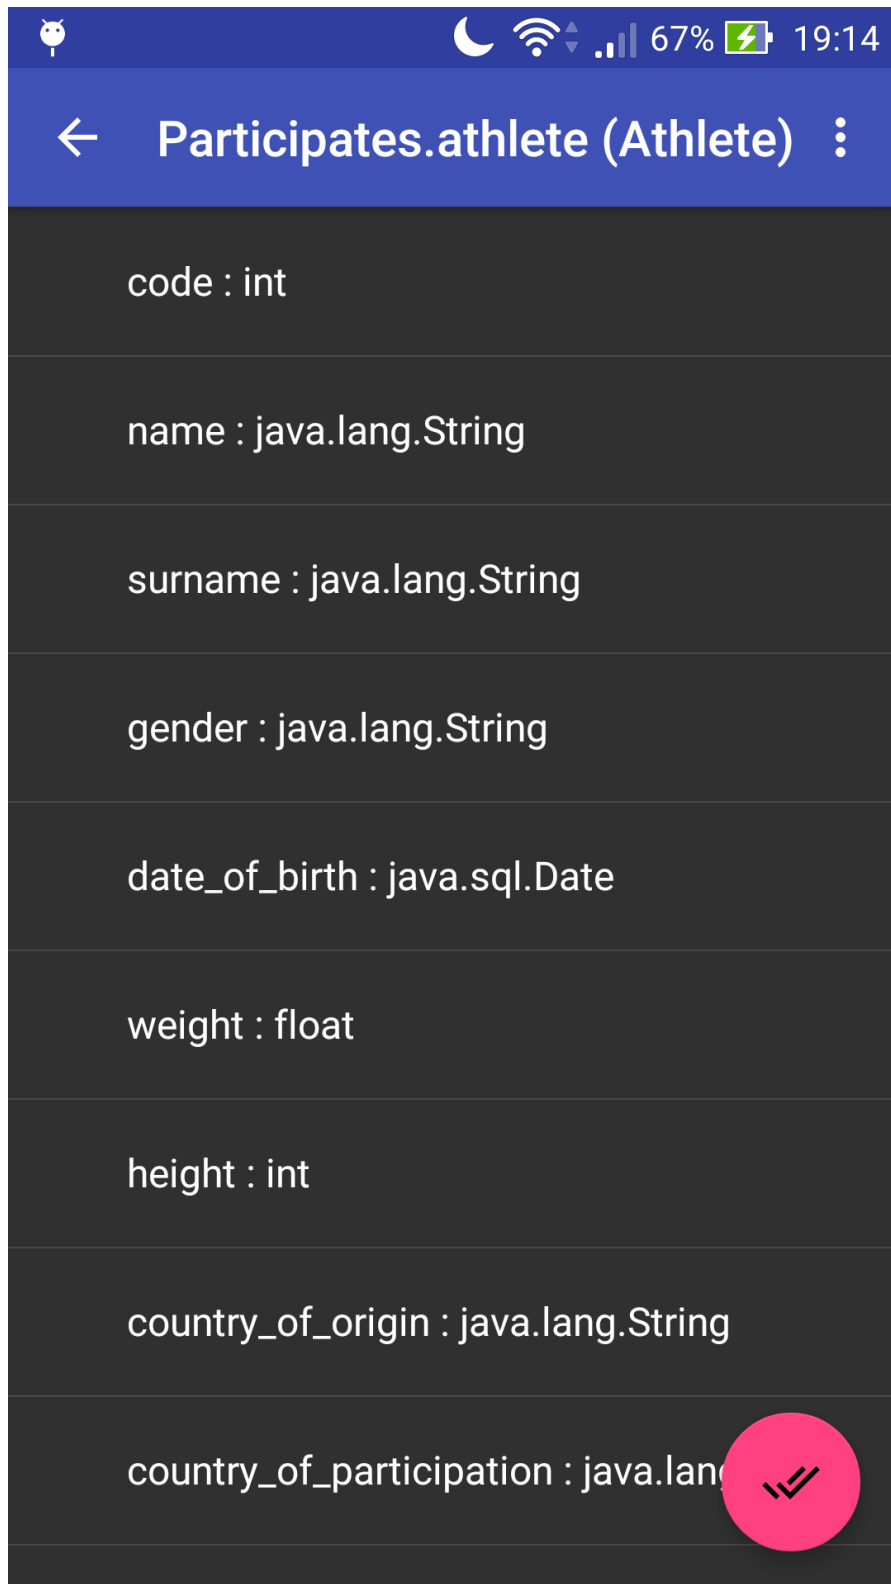 67% 19:14
Participates.athlete (Athlete)
code : int
name : java.lang.String
surname : java.lang.String
gender : java.lang.String
date_of_birth : java.sql.Date
weight : float
height : int
country_of_origin : java.lang.String
country_of_participation : java.lang